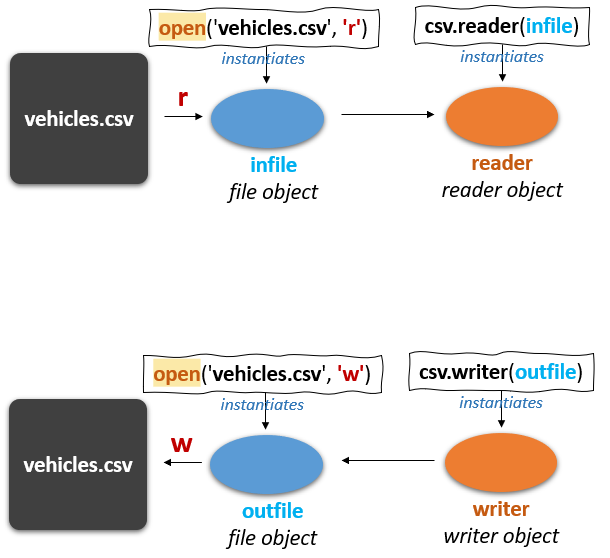 open('vehicles.csv', 'r')
csv.reader(infile)
instantiates
instantiates
vehicles.csv
r
infile
reader
file object
reader object
open('vehicles.csv', 'w')
csv.writer(outfile)
instantiates
instantiates
vehicles.csv
w
outfile
writer
file object
writer object